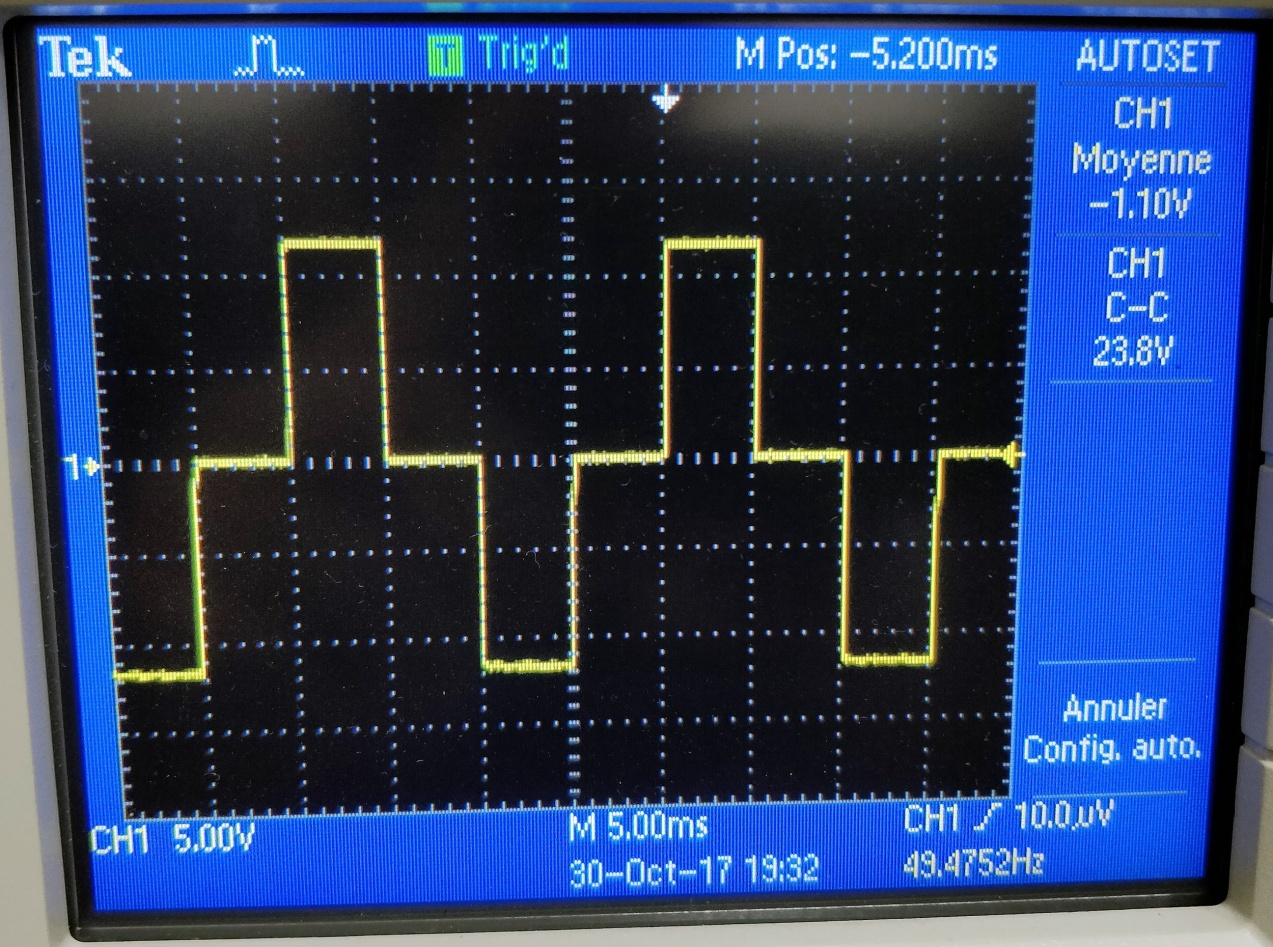 Tek T Trig'd M Pos: -5.200ms AUTOSET
CH1
Moyenne
-1.10V
CH1
C-C
23.8V
1
Annuler
Config. auto.
CH1 5.00V M 5.00ms CH1 10.0µV
30-Oct-17 19:32 49.4752Hz